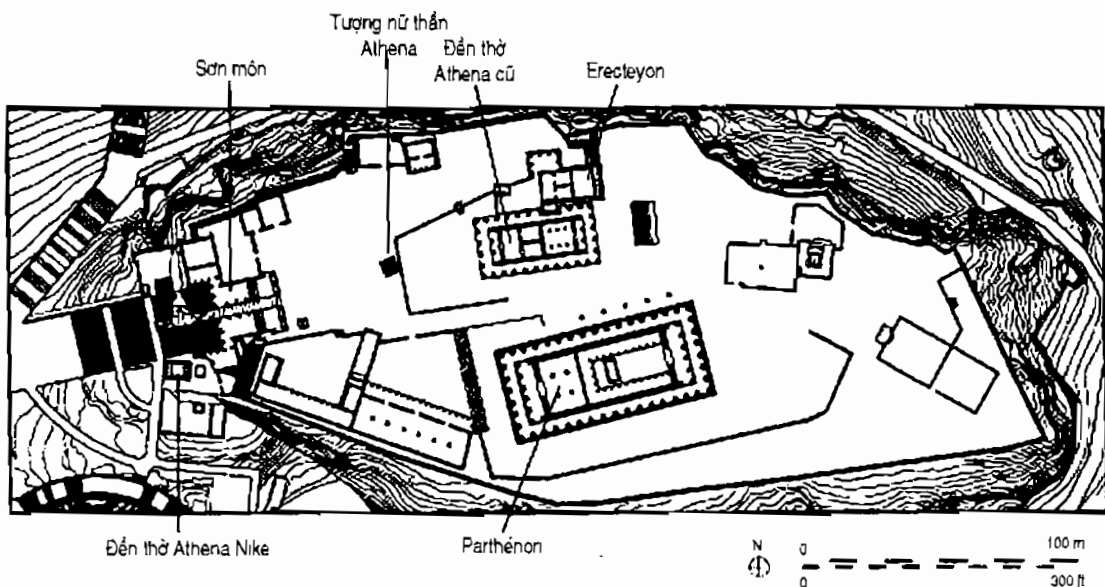 Tượng nữ thần
Athena
Đền thờ
Athena cũ
Sơn môn
Erecteyon
Đền thờ Athena Nike
Parthénon
N
0 100 m
0 300 ft